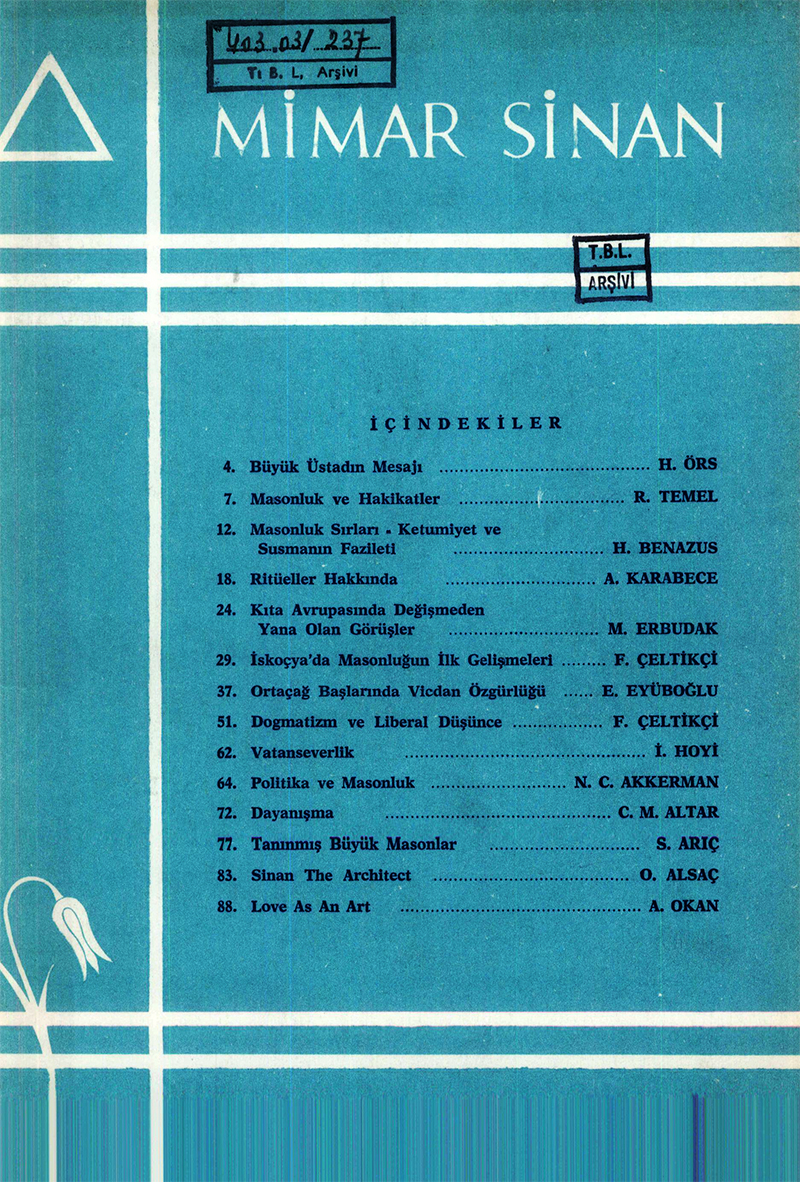 403.03/ 237
Tı B. L, Arşivi
MİMAR SİNAN
T.B.L.
ARŞİVİ
İÇİNDEKİLER
4. Büyük Üstadın Mesajı ........ H. ÖRS
7. Masonluk ve Hakikatler ........ R. TEMEL
12. Masonluk Sırları - Ketumiyet ve
Susmanın Fazileti ........ H. BENAZUS
18. Ritüeller Hakkında ........ A. KARABECE
24. Kıta Avrupasında Değişmeden
Yana Olan Görüşler ........ M. ERBUDAK
29. İskoçya'da Masonluğun İlk Gelişmeleri ........ F. ÇELTİKÇİ
37. Ortaçağ Başlarında Vicdan Özgürlüğü ...... E. EYÜBOĞLU
51. Dogmatizm ve Liberal Düşünce ........ F. ÇELTİKÇİ
62. Vatanseverlik ........ İ. HOYİ
64. Politika ve Masonluk ........ N. C. AKKERMAN
72. Dayanışma ........ C. M. ALTAR
77. Tanınmış Büyük Masonlar ........ S. ARIÇ
83. Sinan The Architect ........ O. ALSAÇ
88. Love As An Art ........ A. OKAN